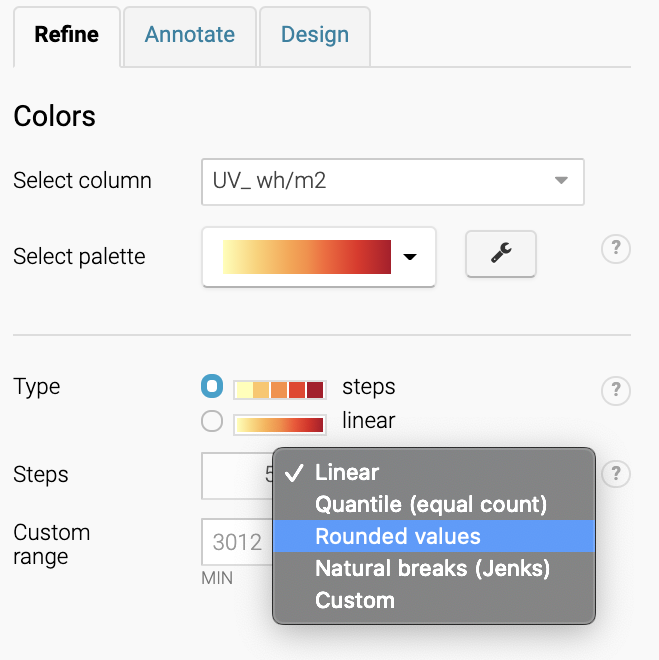 Refine Annotate Design
Colors
Select column UV_ wh/m2
Select palette ?
Type steps ?
linear
Steps 5 ?
✓ Linear
Quantile (equal count)
Rounded values
Natural breaks (Jenks)
Custom
Custom
range
3012
MIN